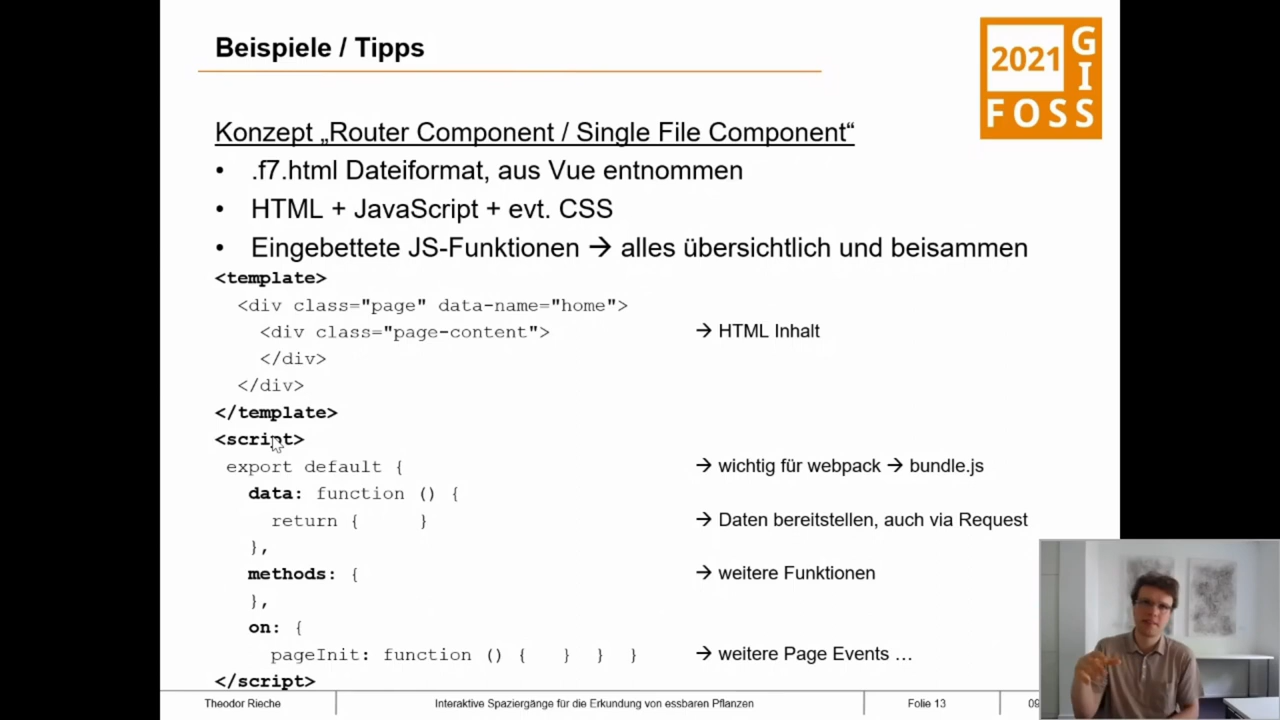 Beispiele / Tipps
2021 GI
FOSS
Konzept „Router Component / Single File Component“
• .f7.html Dateiformat, aus Vue entnommen
• HTML + JavaScript + evt. CSS
• Eingebettete JS-Funktionen → alles übersichtlich und beisammen
<template>
<div class="page" data-name="home">
<div class="page-content"> → HTML Inhalt
</div>
</div>
</template>
<script>
export default { → wichtig für webpack → bundle.js
data: function () {
return { } → Daten bereitstellen, auch via Request
},
methods: { → weitere Funktionen
},
on: {
pageInit: function () { } } } → weitere Page Events …
</script>
Theodor Rieche Interaktive Spaziergänge für die Erkundung von essbaren Pflanzen Folie 13